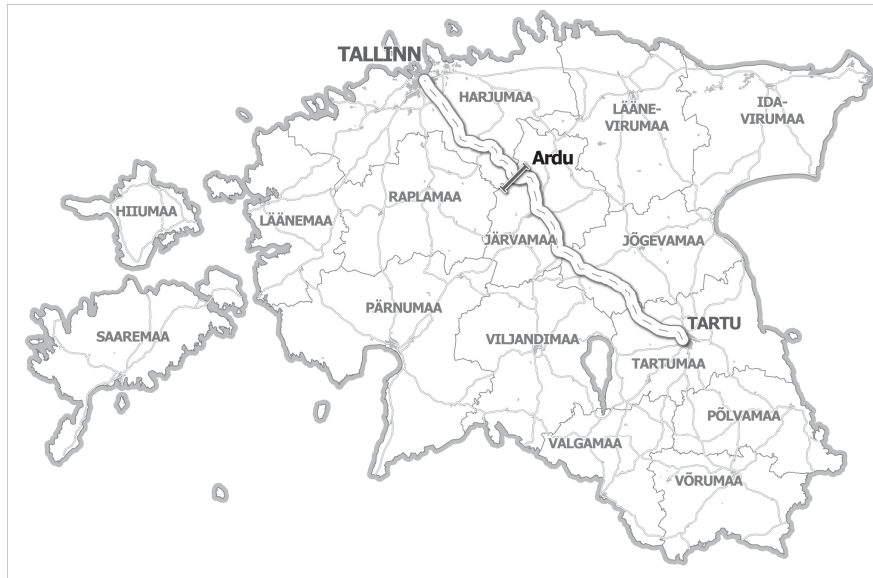 TALLINN
HARJUMAA
LÄÄNE-
VIRUMAA
IDA-
VIRUMAA
Ardu
HIIUMAA
LÄÄNEMAA
RAPLAMAA
JÄRVAMAA
JÕGEVAMAA
SAAREMAA
PÄRNUMAA
VILJANDIMAA
TARTU
TARTUMAA
VALGAMAA
PÕLVAMAA
VÕRUMAA